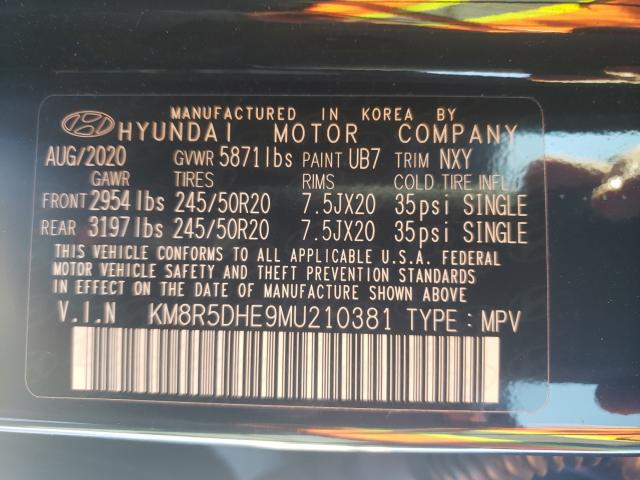 MANUFACTURED IN KOREA BY
HYUNDAI MOTOR COMPANY
AUG/2020 GVWR 5871lbs PAINT UB7 TRIM NXY
GAWR TIRES RIMS COLD TIRE INFL
FRONT 2954lbs 245/50R20 7.5JX20 35psi SINGLE
REAR 3197lbs 245/50R20 7.5JX20 35psi SINGLE
THIS VEHICLE CONFORMS TO ALL APPLICABLE U.S.A. FEDERAL
MOTOR VEHICLE SAFETY AND THEFT PREVENTION STANDARDS
IN EFFECT ON THE DATE OF MANUFACTURE SHOWN ABOVE
V.I.N KM8R5DHE9MU210381 TYPE:MPV